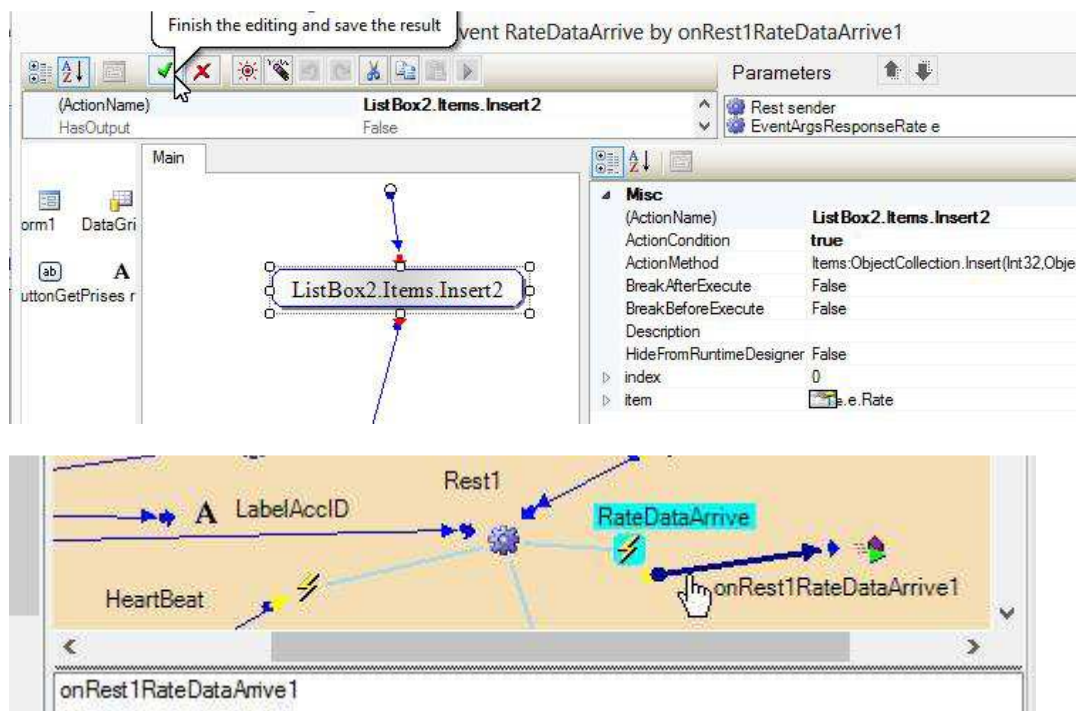 Finish the editing and save the result
vent RateDataArrive by onRest1RateDataArrive1
Parameters
(ActionName) ListBox2.Items.Insert2
HasOutput False
Rest sender
EventArgsResponseRate e
Main
orm1 DataGri
uttonGetPrises r
ab A
ListBox2.Items.Insert2
Misc
(ActionName) ListBox2.Items.Insert2
ActionCondition true
ActionMethod Items:ObjectCollection.Insert(Int32,Obje
BreakAfterExecute False
BreakBeforeExecute False
Description
HideFromRuntimeDesigner False
index 0
item e.e.Rate
Rest1
A LabelAccID
RateDataArrive
HeartBeat
onRest1RateDataArrive1
onRest1RateDataArrive1